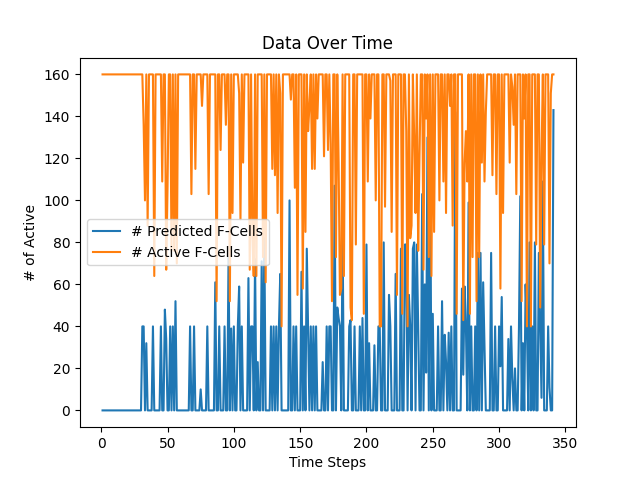 Data Over Time
# of Active
160
140
120
100
80
60
40
20
0
# Predicted F-Cells
# Active F-Cells
0 50 100 150 200 250 300 350
Time Steps